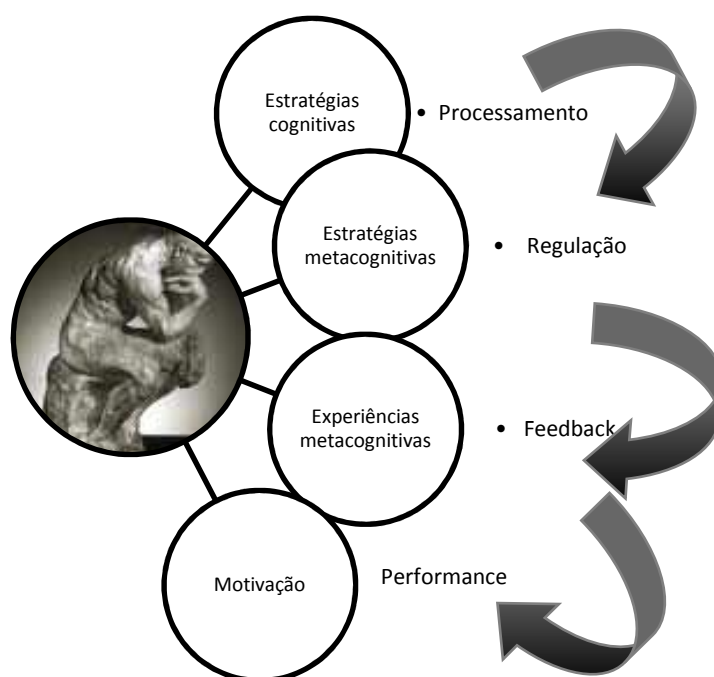 Estratégias
cognitivas
• Processamento
Estratégias
metacognitivas
• Regulação
Experiências
metacognitivas
• Feedback
Motivação
Performance